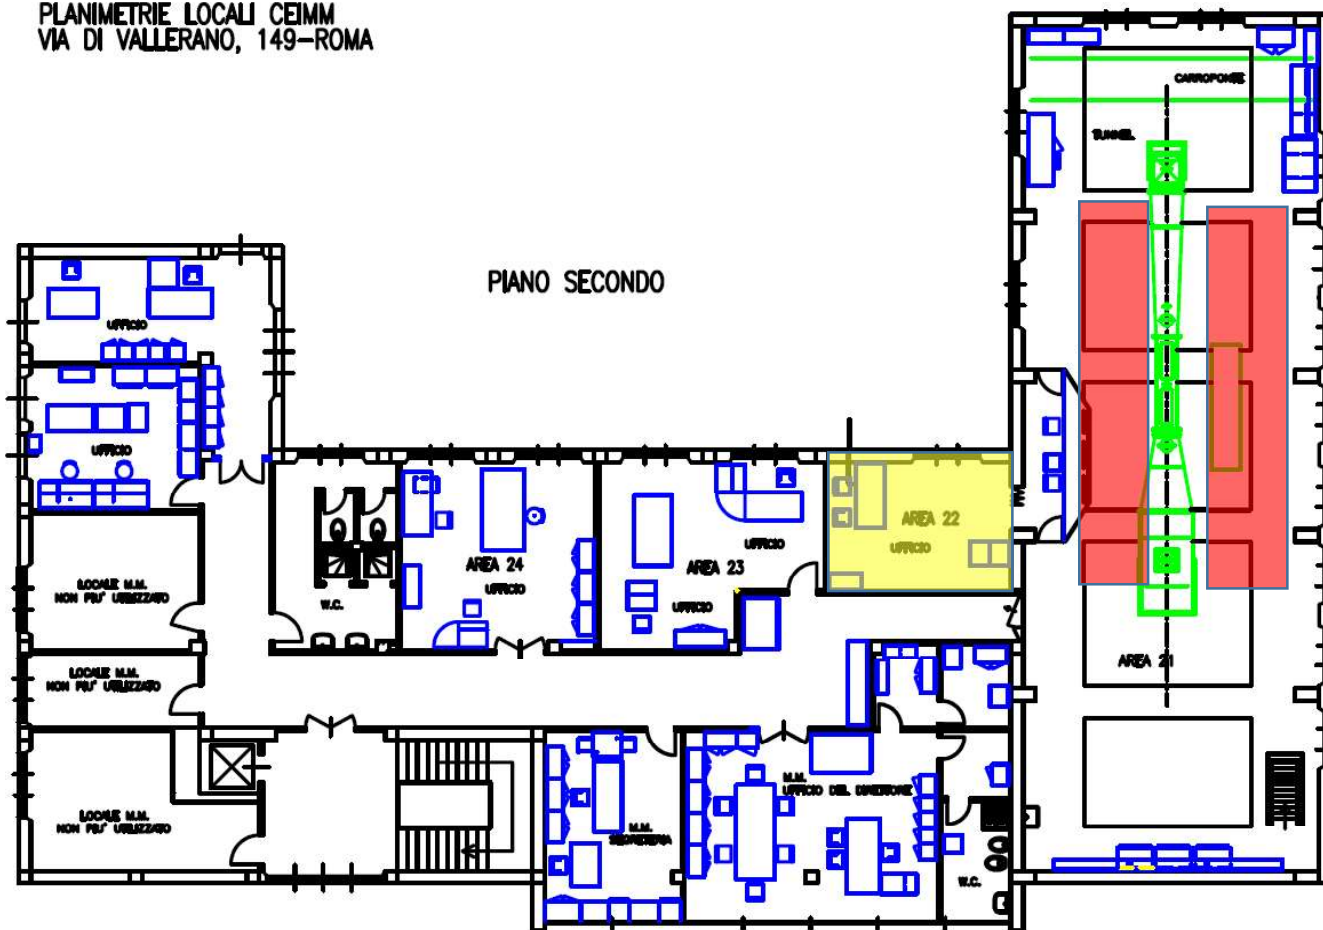 PLANIMETRIE LOCALI CEIMM
VIA DI VALLERANO, 149-ROMA
CARROPONTE
TUNNEL
PIANO SECONDO
UFFICIO
UFFICIO
AREA 22
UFFICIO
UFFICIO
AREA 24
UFFICIO
AREA 23
UFFICIO
LOCALE M.M.
NON PIU' UTILIZZATO
W.C.
LOCALE M.M.
NON PIU' UTILIZZATO
AREA 21
M.M.
UFFICIO DEL DIRETTORE
LOCALE M.M.
NON PIU' UTILIZZATO
M.M.
SEGRETERIA
W.C.